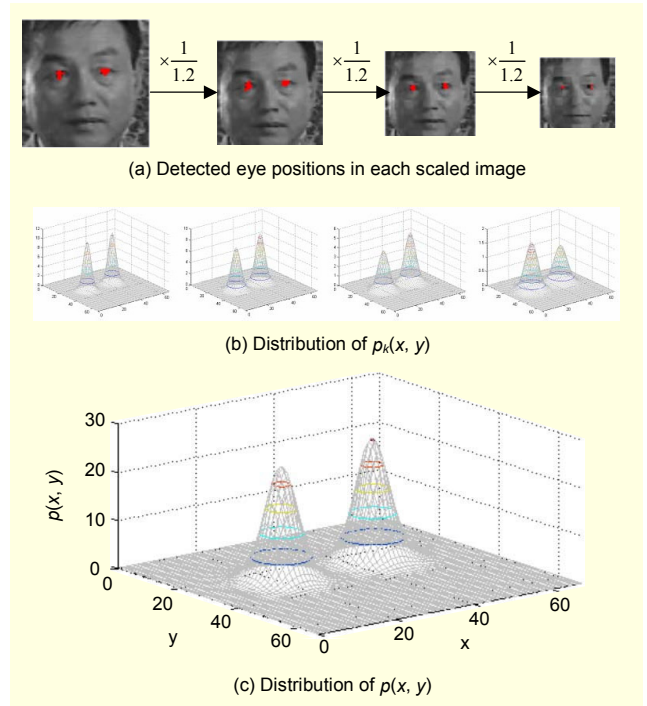 ×1/1.2 ×1/1.2 ×1/1.2
(a) Detected eye positions in each scaled image
(b) Distribution of pk(x, y)
30
20
10
0
p(x, y)
0 20 40 60
y
0 20 40 60
x
(c) Distribution of p(x, y)